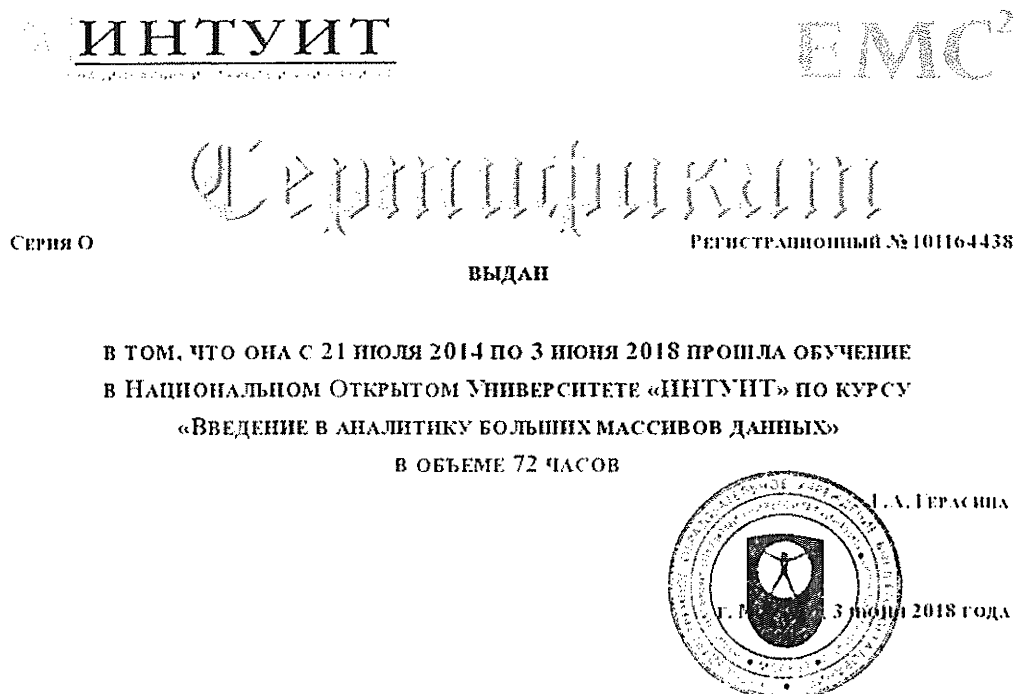 ИНТУИТ
EMC²
Сертификат
Серия О
Регистрационный № 101164438
ВЫДАН
в том, что она с 21 июля 2014 по 3 июня 2018 прошла обучение
в Национальном Открытом Университете «ИНТУИТ» по курсу
«Введение в аналитику больших массивов данных»
в объеме 72 часов
А. Герасина
г. 3 июня 2018 года